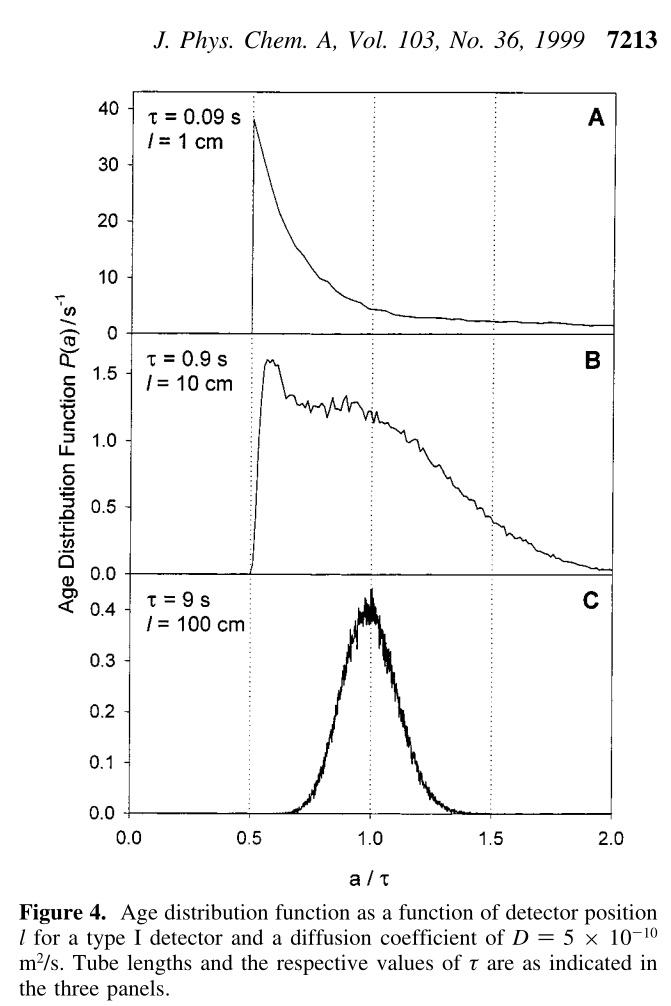 J. Phys. Chem. A, Vol. 103, No. 36, 1999 7213
Age Distribution Function P(a)/s⁻¹
40
30
20
10
0
τ = 0.09 s
l = 1 cm
A
1.5
1.0
0.5
0.0
τ = 0.9 s
l = 10 cm
B
0.4
0.3
0.2
0.1
0.0
τ = 9 s
l = 100 cm
C
0.0 0.5 1.0 1.5 2.0
a / τ
Figure 4. Age distribution function as a function of detector position
l for a type I detector and a diffusion coefficient of D = 5 × 10⁻¹⁰
m²/s. Tube lengths and the respective values of τ are as indicated in
the three panels.